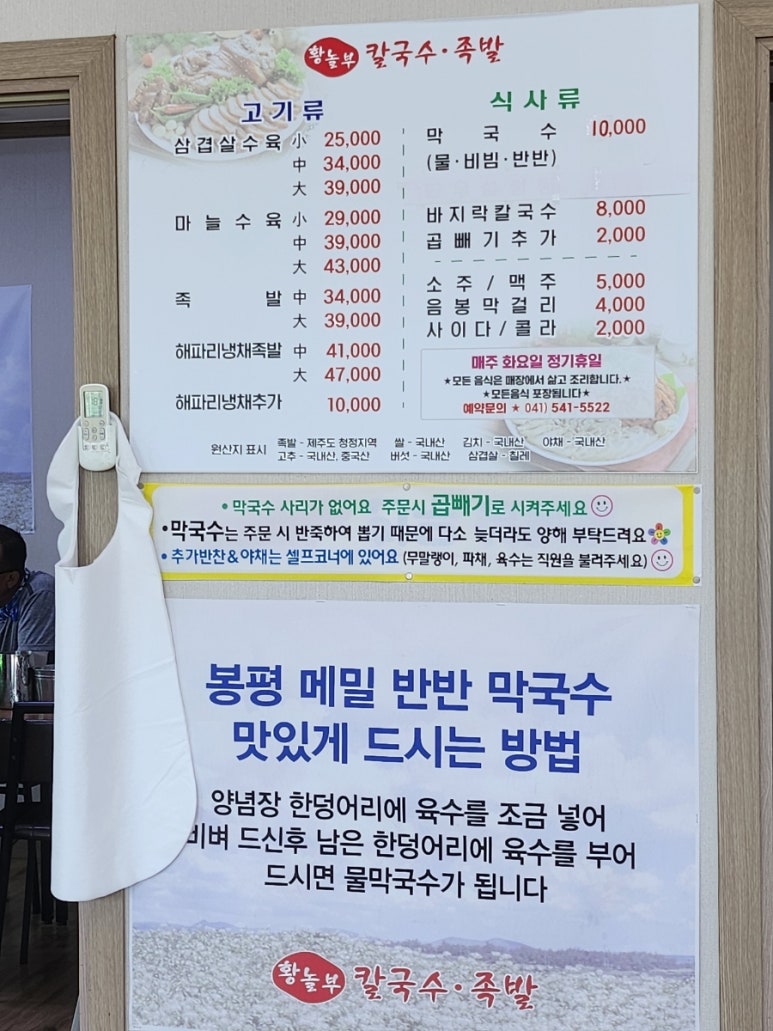 황놀부 칼국수·족발
고기류
삼겹살수육 小 25,000
中 34,000
大 39,000
마늘수육 小 29,000
中 39,000
大 43,000
족발 中 34,000
大 39,000
해파리냉채족발 中 41,000
大 47,000
해파리냉채추가 10,000
식사류
막국수 10,000
(물·비빔·반반)
바지락칼국수 8,000
곱빼기추가 2,000
소주/맥주 5,000
음봉막걸리 4,000
사이다/콜라 2,000
매주 화요일 정기휴일
★모든 음식은 매장에서 삶고 조리합니다.★
★모든음식 포장됩니다★
예약문의 ★ 041) 541-5522
원산지 표시 족발 - 제주도 청정지역 쌀 - 국내산 김치 - 국내산 야채 - 국내산
고추 - 국내산, 중국산 버섯 - 국내산 삼겹살 - 칠레
• 막국수 사리가 없어요 주문시 곱빼기로 시켜주세요
•막국수는 주문 시 반죽하여 뽑기 때문에 다소 늦더라도 양해 부탁드려요
• 추가반찬&야채는 셀프코너에 있어요 (무말랭이, 파채, 육수는 직원을 불러주세요)
봉평 메밀 반반 막국수
맛있게 드시는 방법
양념장 한덩어리에 육수를 조금 넣어
비벼 드신후 남은 한덩어리에 육수를 부어
드시면 물막국수가 됩니다
황놀부 칼국수·족발